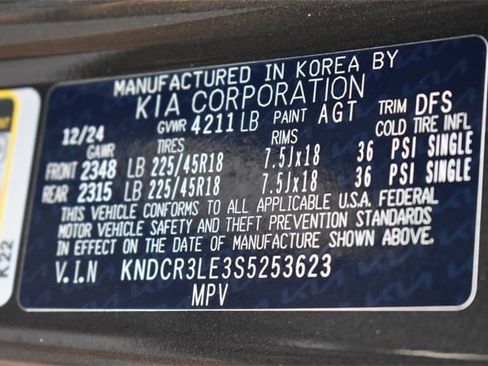 MANUFACTURED IN KOREA BY
KIA CORPORATION
12/24 GVWR 4211 LB PAINT AGT TRIM DFS
GAWR TIRES RIMS COLD TIRE INFL
FRONT 2348 LB 225/45R18 7.5Jx18 36 PSI SINGLE
REAR 2315 LB 225/45R18 7.5Jx18 36 PSI SINGLE
THIS VEHICLE CONFORMS TO ALL APPLICABLE U.S.A. FEDERAL
MOTOR VEHICLE SAFETY AND THEFT PREVENTION STANDARDS
IN EFFECT ON THE DATE OF MANUFACTURE SHOWN ABOVE.
V.I.N KNDCR3LE3S5253623
MPV
K22